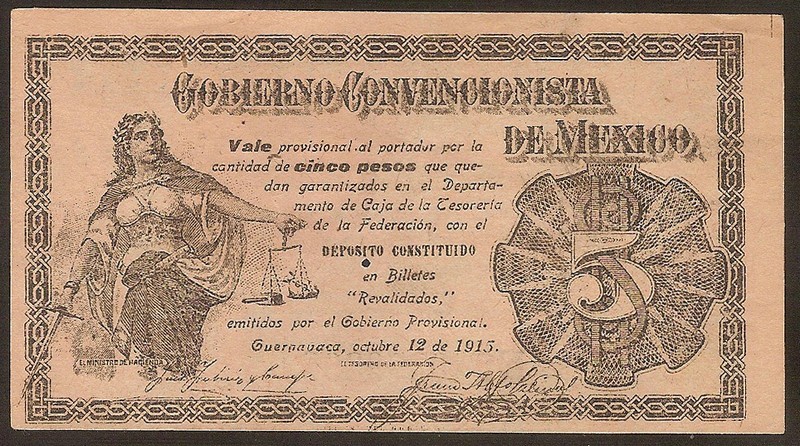 GOBIERNO CONVENCIONISTA
DE MEXICO.
Vale provisional al portador por la
cantidad de cinco pesos que que-
dan garantizados en el Departa-
mento de Caja de la Tesorería
de la Federación, con el
DEPOSITO CONSTITUIDO
en Billetes
"Revalidados,"
emitidos por el Gobierno Provisional.
Cuernavaca, octubre 12 de 1915.
5
EL MINISTRO DE HACIENDA
EL TESORERO DE LA FEDERACION